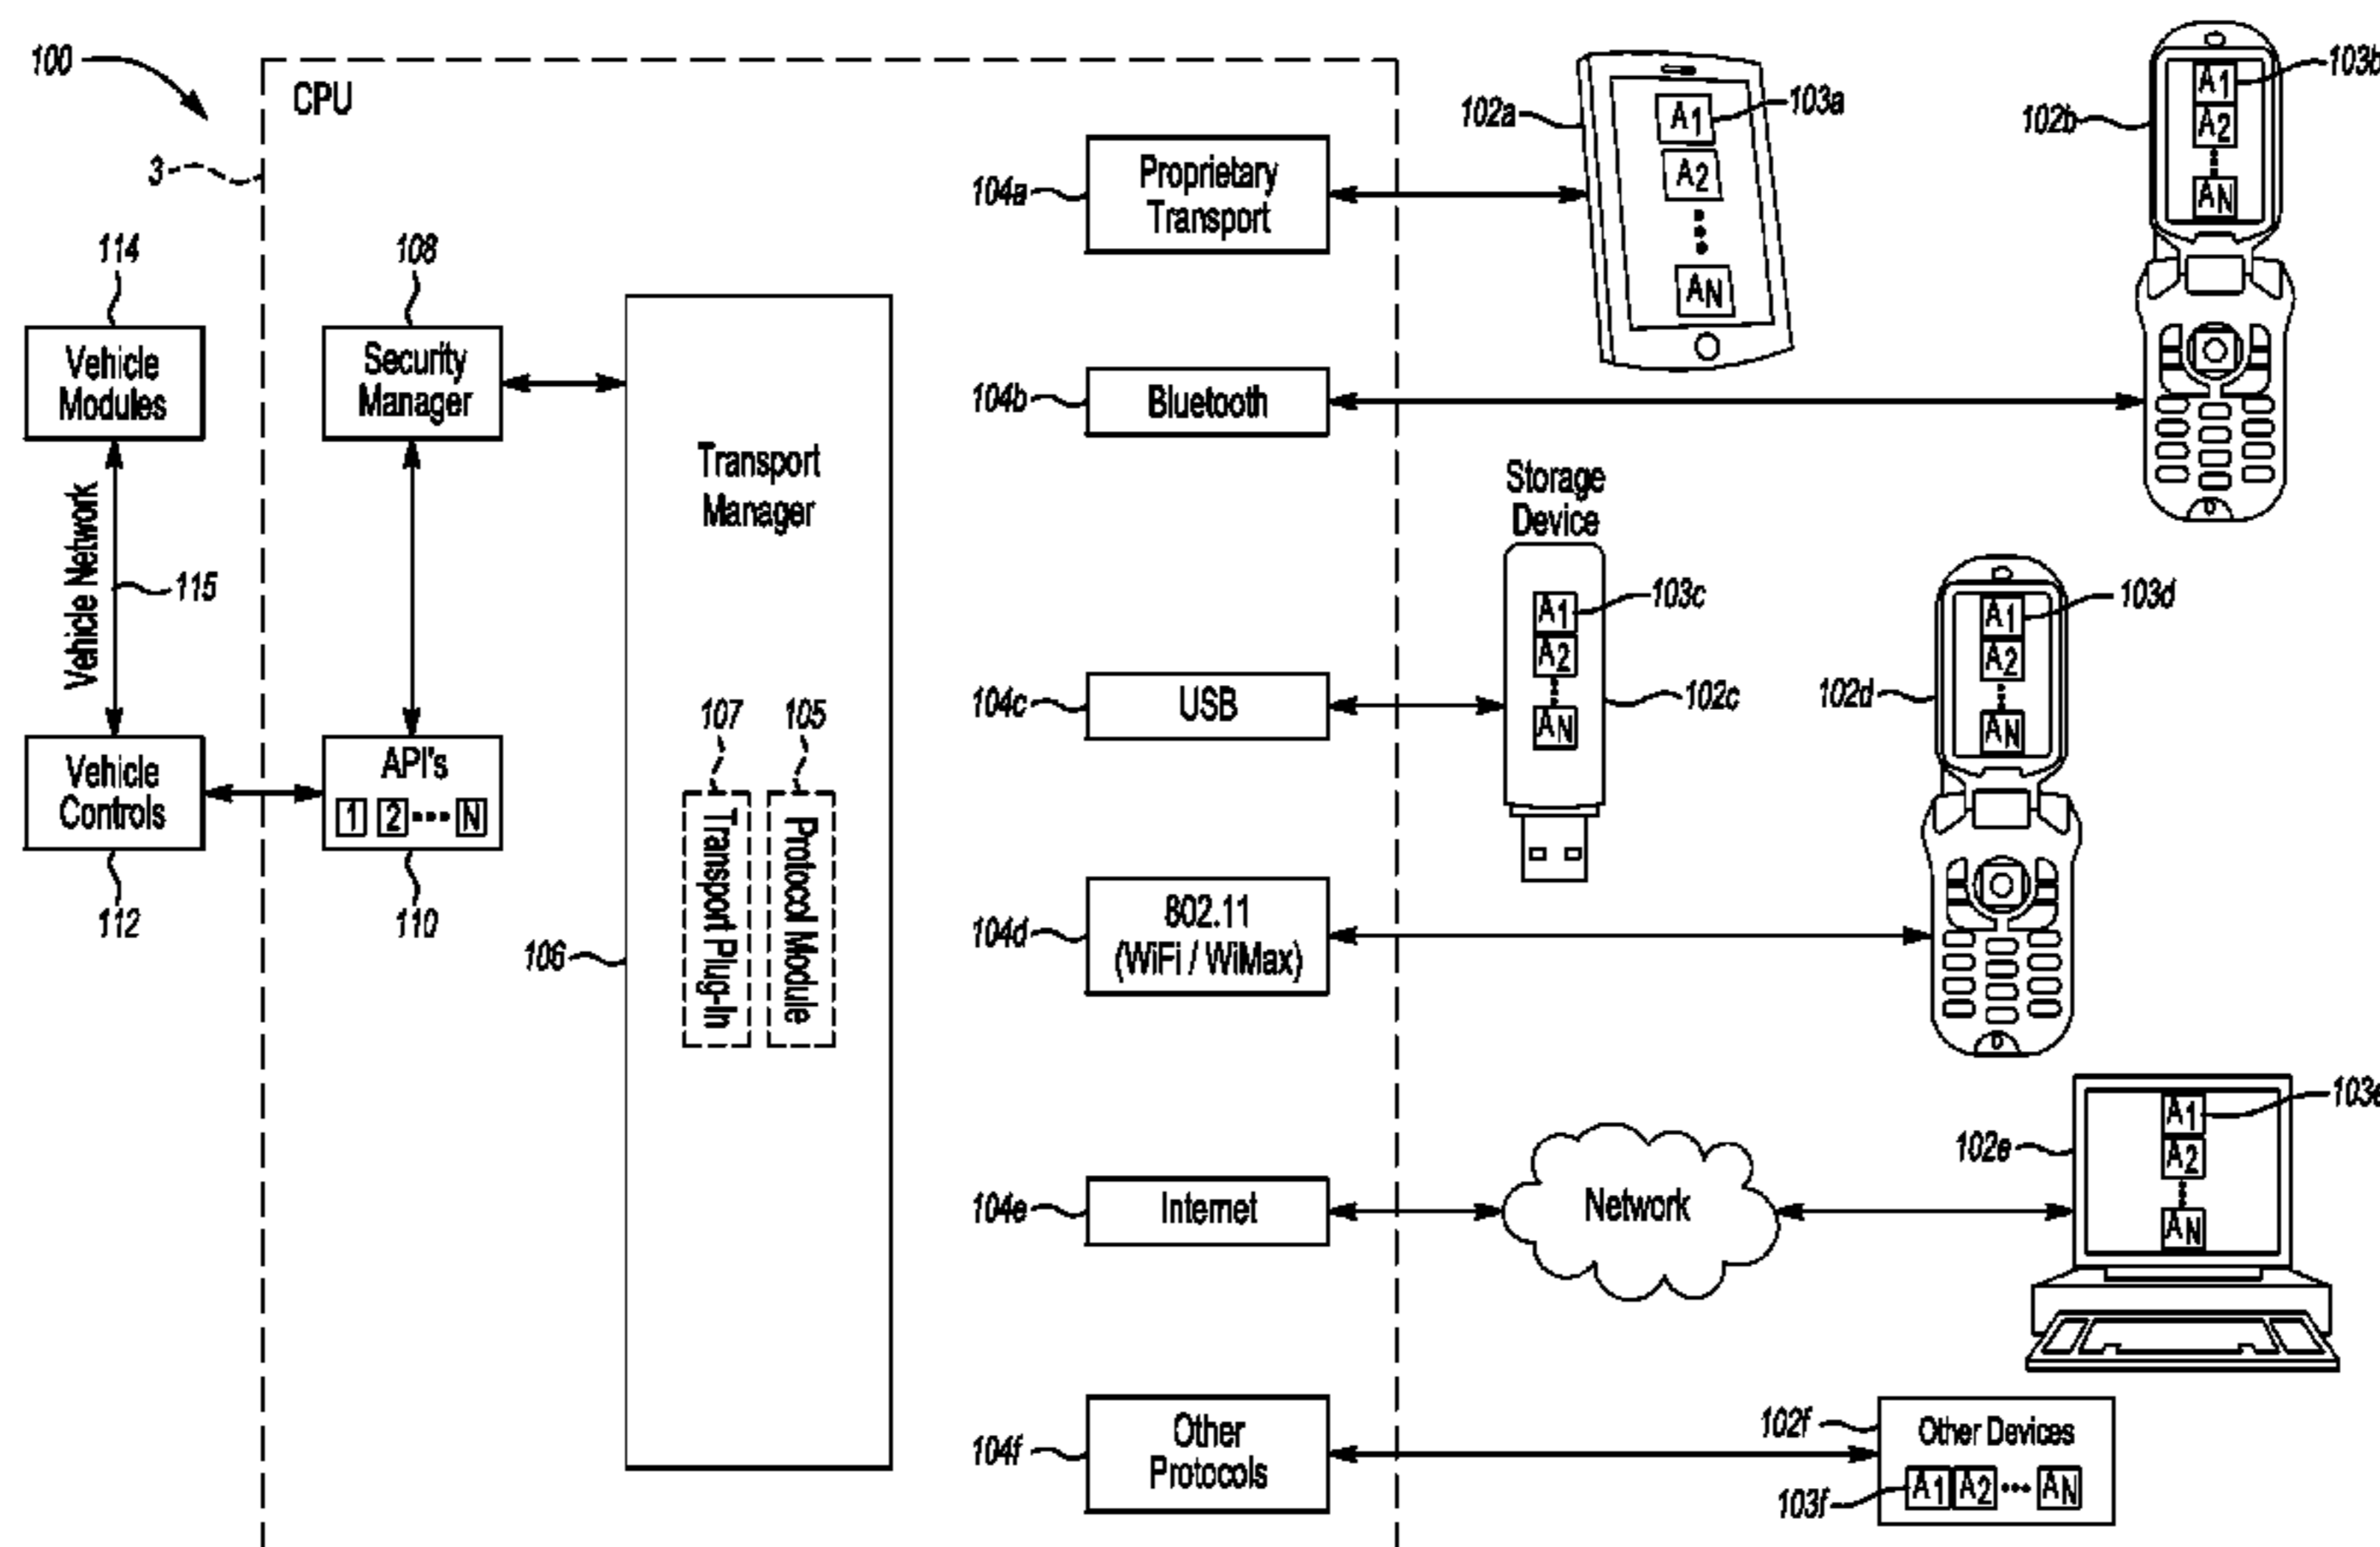 100
CPU
3
114
Vehicle
Modules
Vehicle Network
115
Vehicle
Controls
112
108
Security
Manager
API's
1 2 ••• N
110
Transport
Manager
107
105
Transport Plug-In
Protocol Module
106
104a
Proprietary
Transport
104b
Bluetooth
104c
USB
104d
802.11
(WiFi / WiMax)
104e
Internet
104f
Other
Protocols
102a
103a
A1
A2
AN
102b
103b
A1
A2
AN
Storage
Device
103c
A1
A2
AN
102c
102d
103d
A1
A2
AN
Network
102e
103e
A1
A2
AN
102f
Other Devices
103f
A1 A2 ••• AN